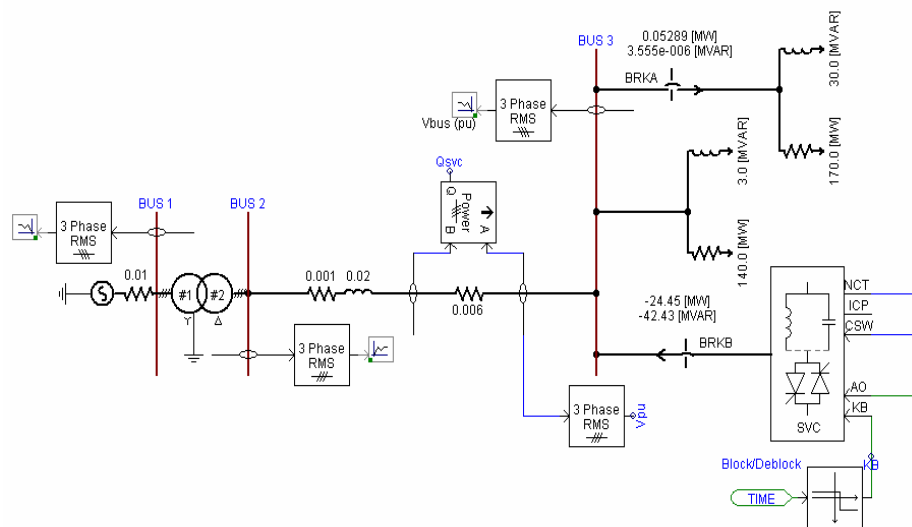 BUS 3
0.05289 [MW]
3.555e-006 [MVAR]
BRKA
30.0 [MVAR]
170.0 [MW]
3 Phase
RMS
Vbus (pu)
3.0 [MVAR]
140.0 [MW]
Qsvc
Power
Q
A
B
A
BUS 1
BUS 2
3 Phase
RMS
0.01
#1
#2
0.001
0.02
0.006
3 Phase
RMS
-24.45 [MW]
-42.43 [MVAR]
BRKB
3 Phase
RMS
Vpu
NCT
ICP
CSW
AO
KB
SVC
Block/Deblock
KB
TIME